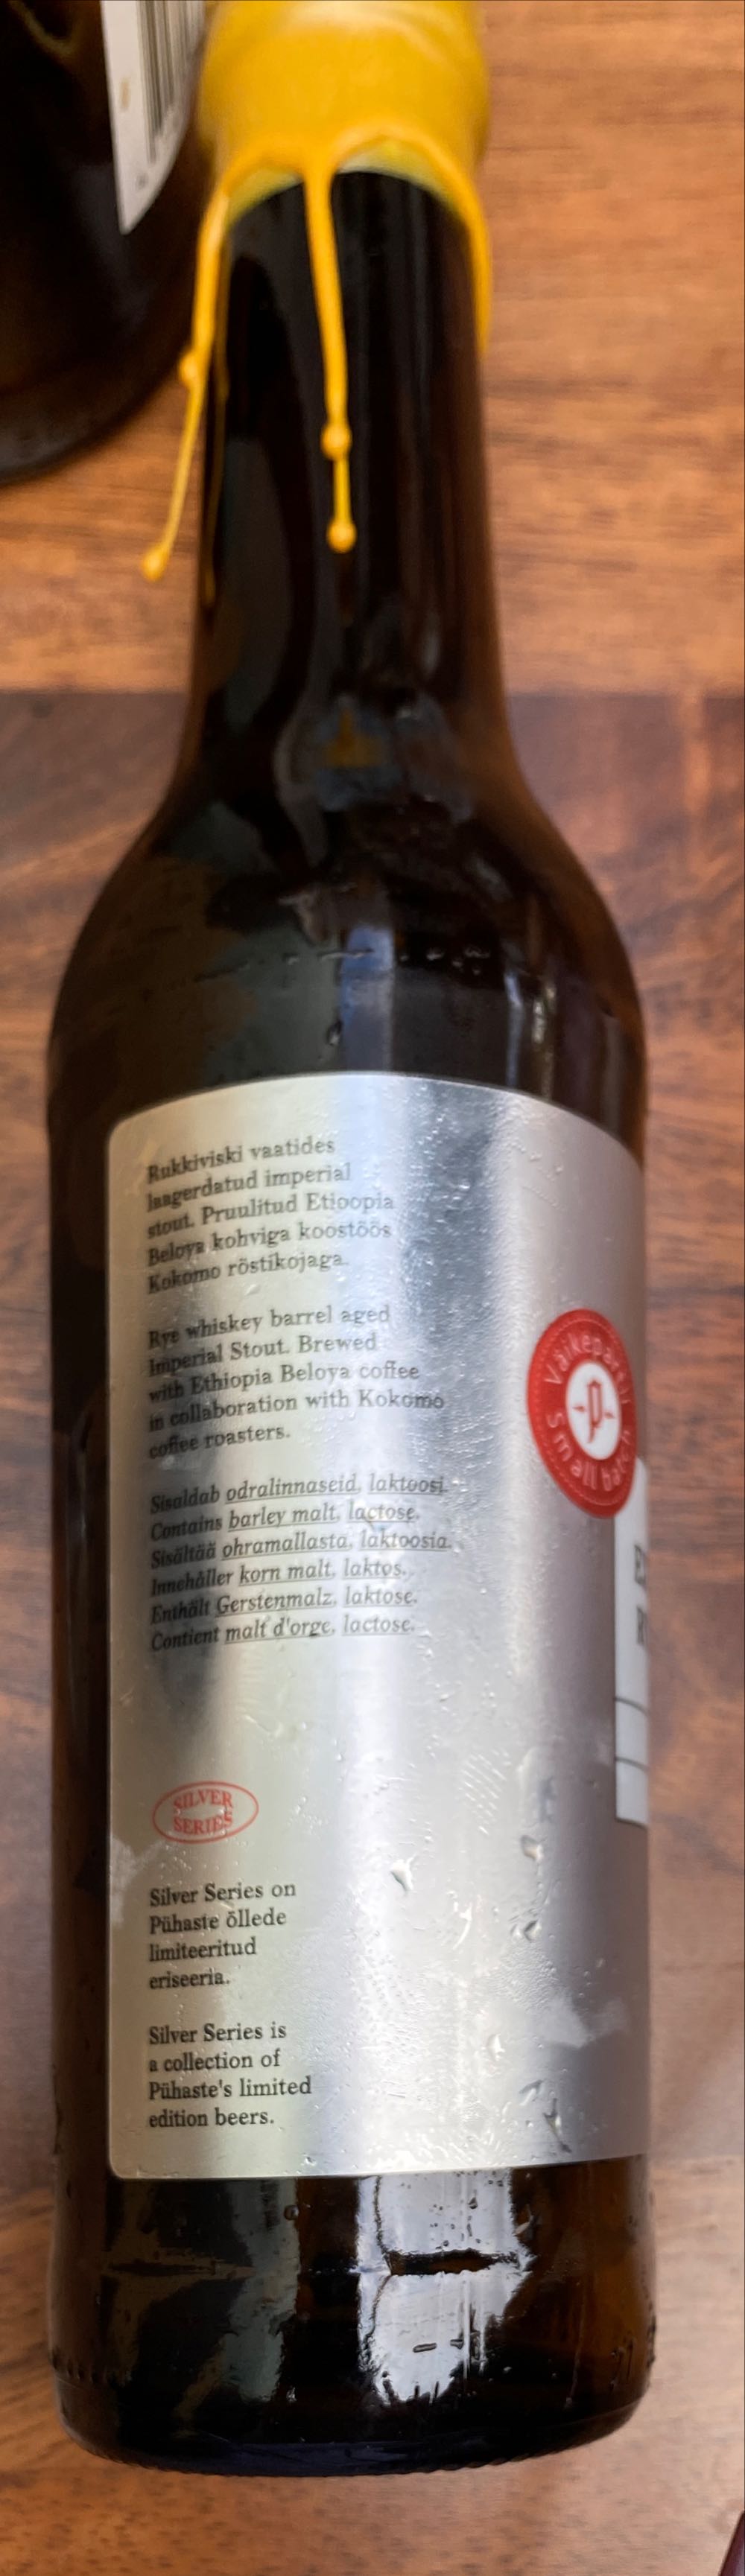 Rukkiviski vaatides
laagerdatud imperial
stout. Pruulitud Etioopia
Beloya kohviga koostöös
Kokomo röstikojaga.
Rye whiskey barrel aged
Imperial Stout. Brewed
with Ethiopia Beloya coffee
in collaboration with Kokomo
coffee roasters.
Sisaldab odralinnaseid, laktoosi.
Contains barley malt, lactose.
Sisältää ohramallasta, laktoosia.
Innehåller korn malt, laktos.
Enthält Gerstenmalz, laktose.
Contient malt d'orge, lactose.
Väikepartii
P
Small batch
SILVER
SERIES
Silver Series on
Pühaste õllede
limiteeritud
eriseeria.
Silver Series is
a collection of
Pühaste's limited
edition beers.